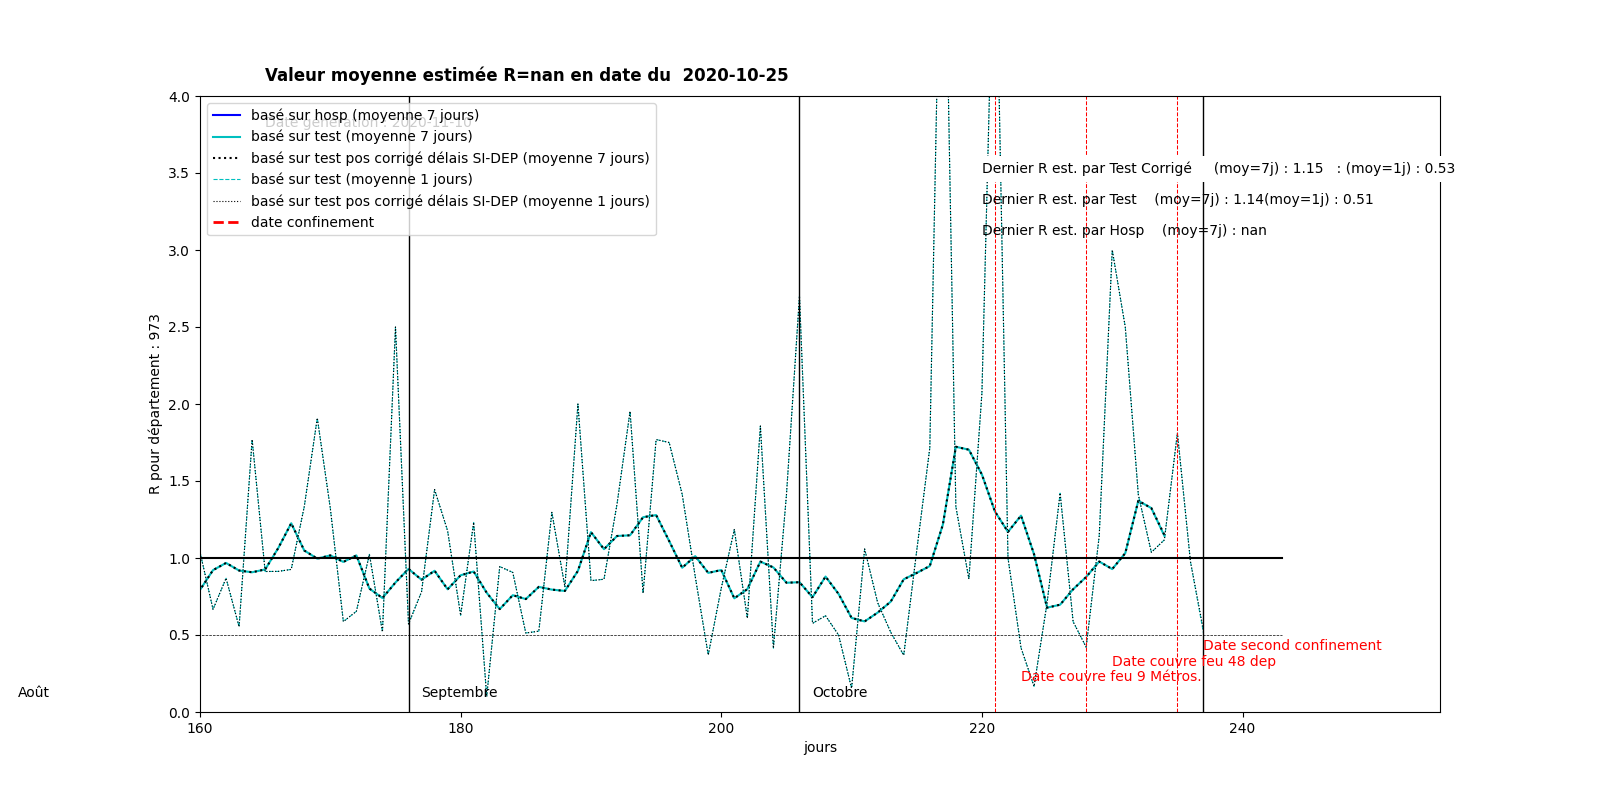 Valeur moyenne estimée R=nan en date du  2020-10-25
Date génération : 2020-11-10
basé sur hosp (moyenne 7 jours)
basé sur test (moyenne 7 jours)
basé sur test pos corrigé délais SI-DEP (moyenne 7 jours)
basé sur test (moyenne 1 jours)
basé sur test pos corrigé délais SI-DEP (moyenne 1 jours)
date confinement
Dernier R est. par Test Corrigé     (moy=7j) : 1.15   : (moy=1j) : 0.53
Dernier R est. par Test    (moy=7j) : 1.14(moy=1j) : 0.51
Dernier R est. par Hosp    (moy=7j) : nan
R pour département : 973
4.0
3.5
3.0
2.5
2.0
1.5
1.0
0.5
0.0
Date second confinement
Date couvre feu 48 dep
Date couvre feu 9 Métros.
Août
Septembre
Octobre
160
180
200
220
240
jours